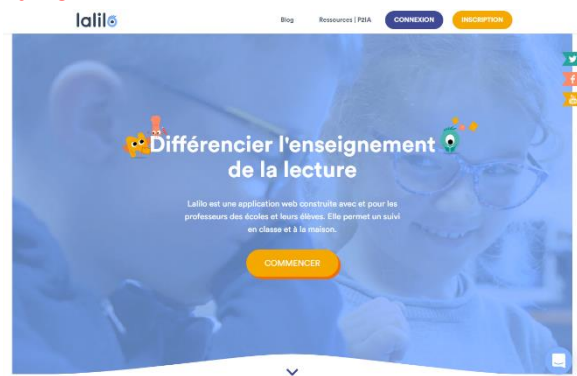 lalilo
Blog
Ressources | P2IA
CONNEXION
INSCRIPTION
Différencier l'enseignement
de la lecture
Lalilo est une application web construite avec et pour les
professeurs des écoles et leurs élèves. Elle permet un suivi
en classe et à la maison.
COMMENCER